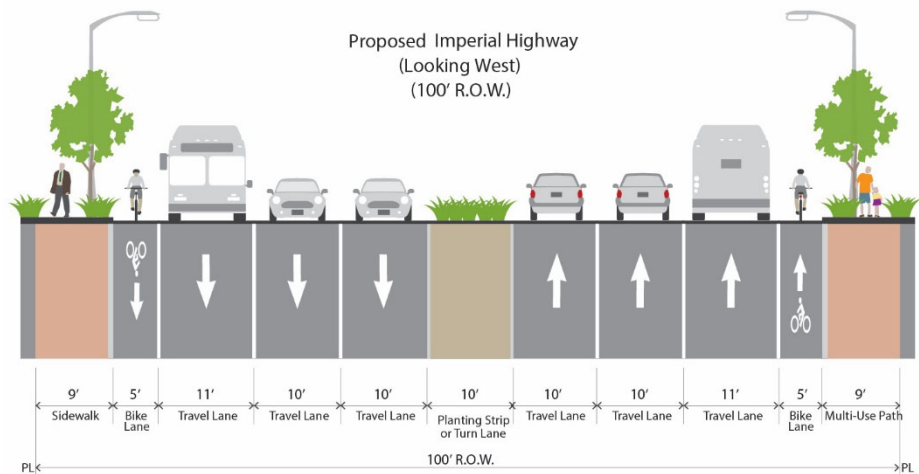 Proposed Imperial Highway
(Looking West)
(100' R.O.W.)
9' 5' 11' 10' 10' 10' 10' 10' 11' 5' 9'
Sidewalk Bike Lane Travel Lane Travel Lane Travel Lane Planting Strip or Turn Lane Travel Lane Travel Lane Travel Lane Bike Lane Multi-Use Path
PL 100' R.O.W. PL